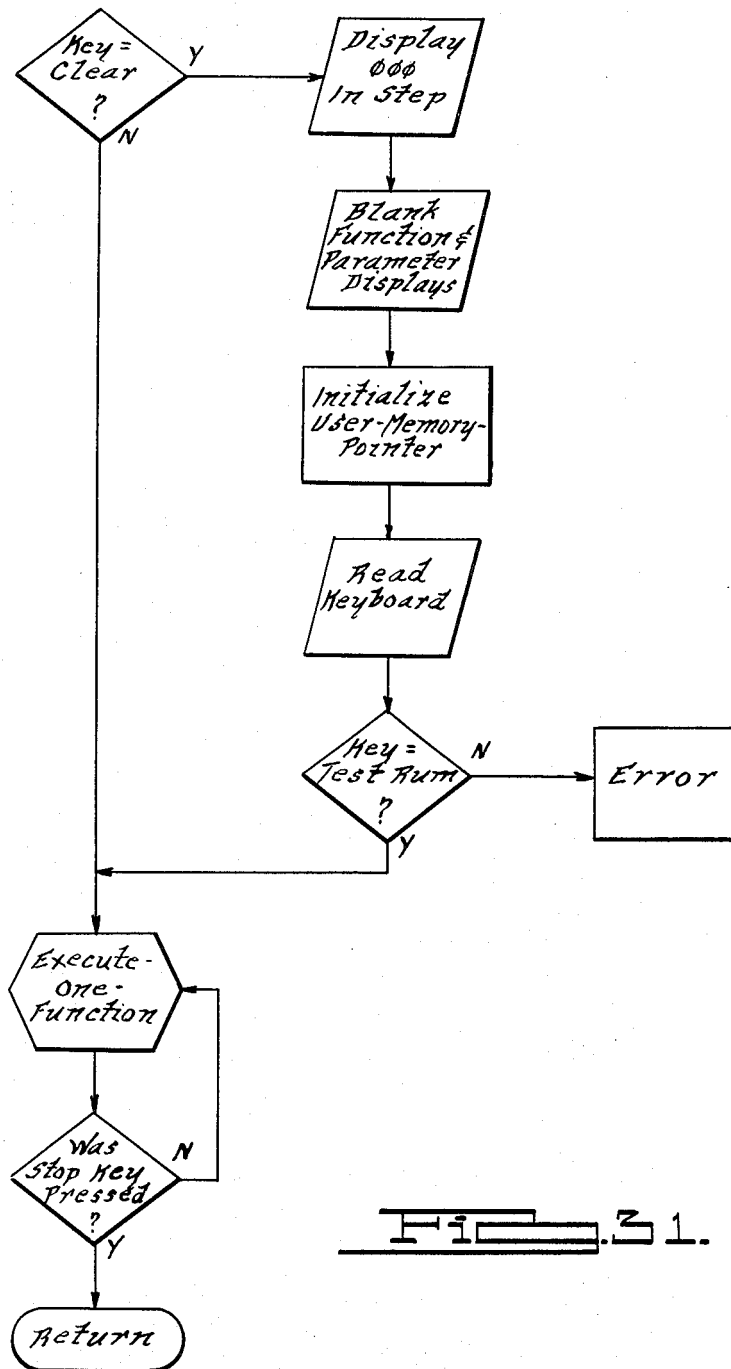 Key =
Clear
?
Y
N
Display
ØØØ
In Step
Blank
Function &
Parameter
Displays
Initialize
User-Memory-
Pointer
Read
Keyboard
Key =
Test Rum
?
N
Y
Error
Execute-
One-
Function
Was
Stop Key
Pressed
?
N
Y
Return
Fig. 31.